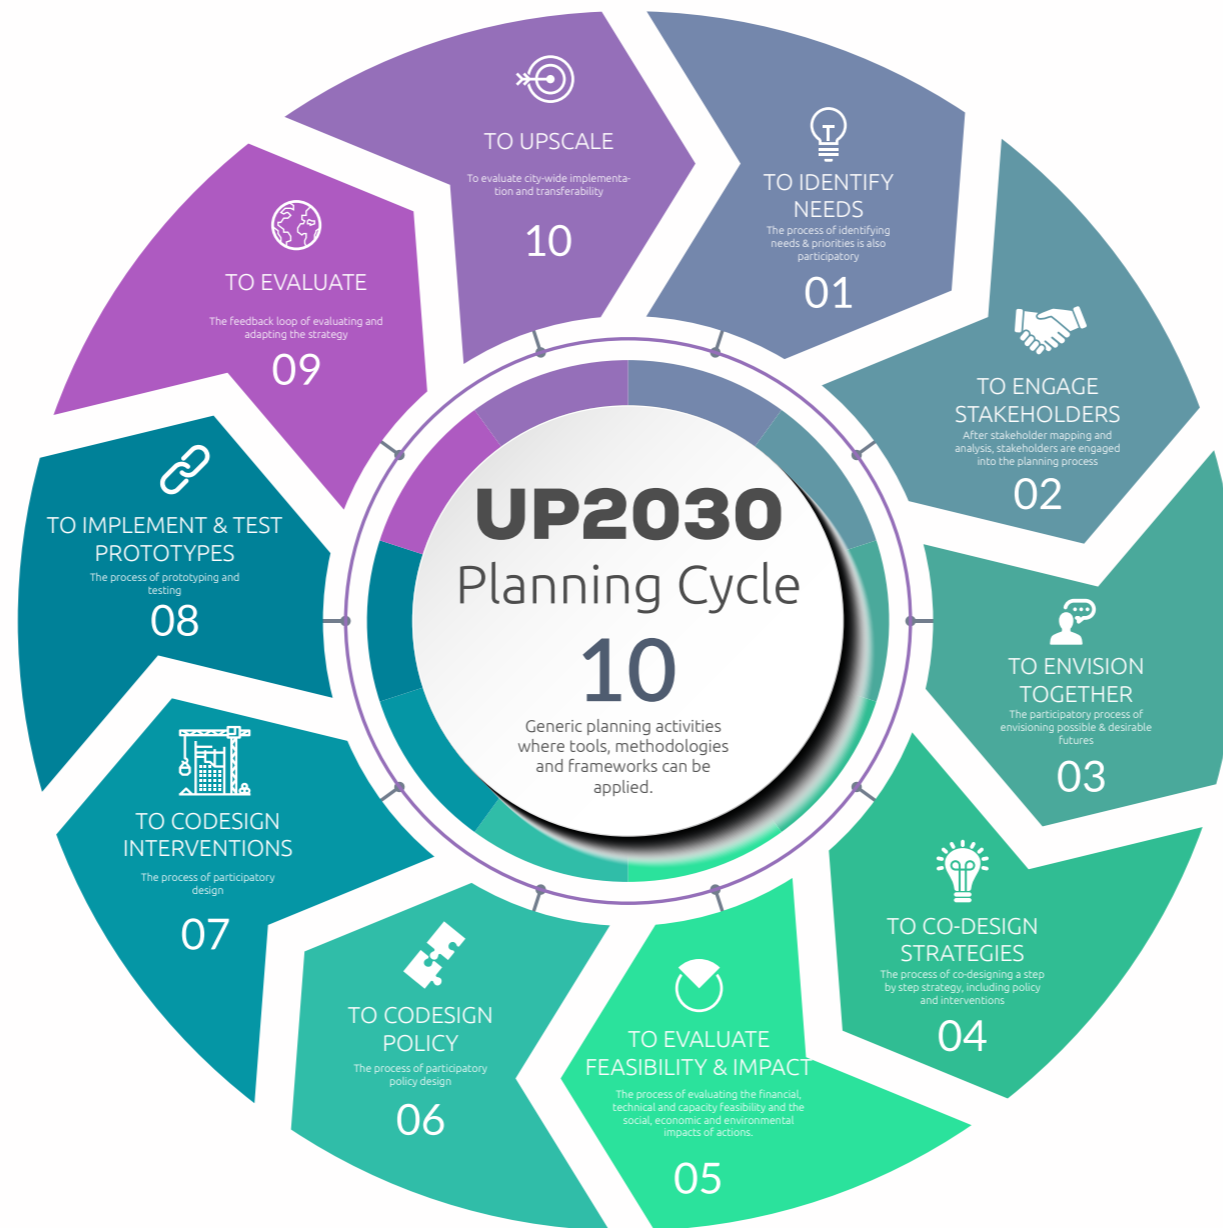 UP2030
Planning Cycle
10
Generic planning activities
where tools, methodologies
and frameworks can be
applied.
TO IDENTIFY
NEEDS
The process of identifying
needs & priorities is also
participatory
01
TO ENGAGE
STAKEHOLDERS
After stakeholder mapping and
analysis, stakeholders are engaged
into the planning process
02
TO ENVISION
TOGETHER
The participatory process of
envisioning possible & desirable
futures
03
TO CO-DESIGN
STRATEGIES
The process of co-designing a step
by step strategy, including policy
and interventions
04
TO EVALUATE
FEASIBILITY & IMPACT
The process of evaluating the financial,
technical and capacity feasibility and the
social, economic and environmental
impacts of actions.
05
TO CODESIGN
POLICY
The process of participatory
policy design
06
TO CODESIGN
INTERVENTIONS
The process of participatory
design
07
TO IMPLEMENT & TEST
PROTOTYPES
The process of prototyping and
testing
08
TO EVALUATE
The feedback loop of evaluating and
adapting the strategy
09
TO UPSCALE
To evaluate city-wide implementa-
tion and transferability
10